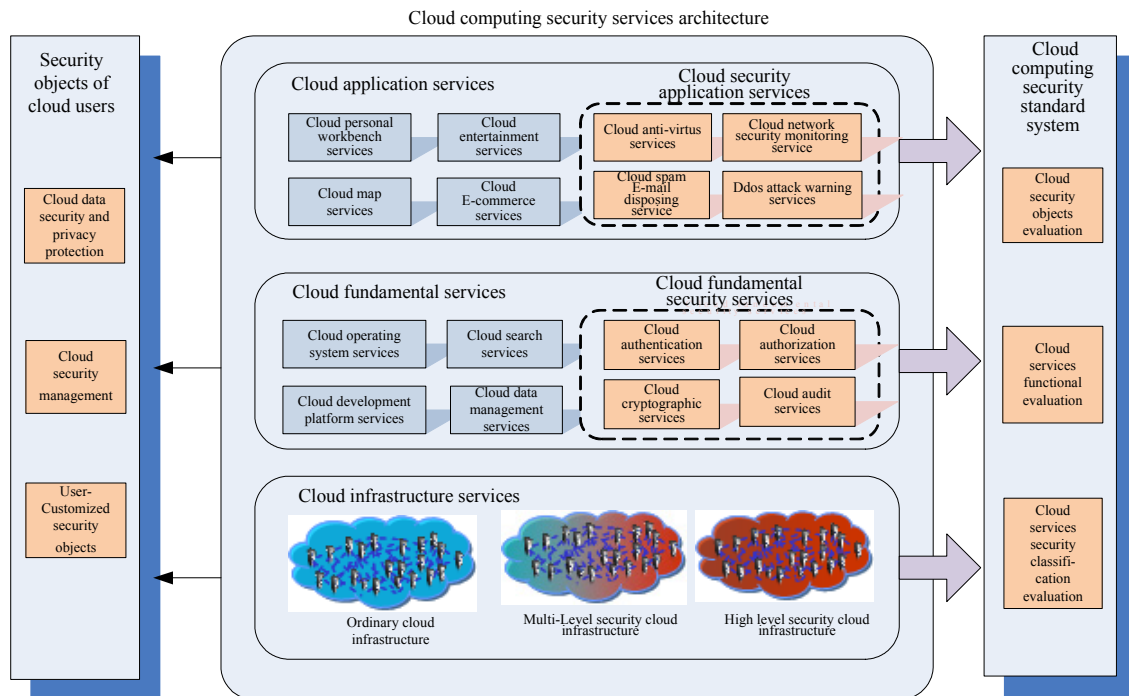 Cloud computing security services architecture
Security
objects of
cloud users
Cloud data
security and
privacy
protection
Cloud
security
management
User-
Customized
security
objects
Cloud application services
Cloud personal
workbench
services
Cloud
entertainment
services
Cloud map
services
Cloud
E-commerce
services
Cloud security
application services
Cloud anti-virtus
services
Cloud network
security monitoring
service
Cloud spam
E-mail
disposing
service
Ddos attack warning
services
Cloud fundamental services
Cloud operating
system services
Cloud search
services
Cloud development
platform services
Cloud data
management
services
Cloud fundamental
security services
Cloud
authentication
services
Cloud
authorization
services
Cloud
cryptographic
services
Cloud audit
services
Cloud infrastructure services
Ordinary cloud
infrastructure
Multi-Level security cloud
infrastructure
High level security cloud
infrastructure
Cloud
computing
security
standard
system
Cloud
security
objects
evaluation
Cloud
services
functional
evaluation
Cloud
services
security
classifi-
cation
evaluation